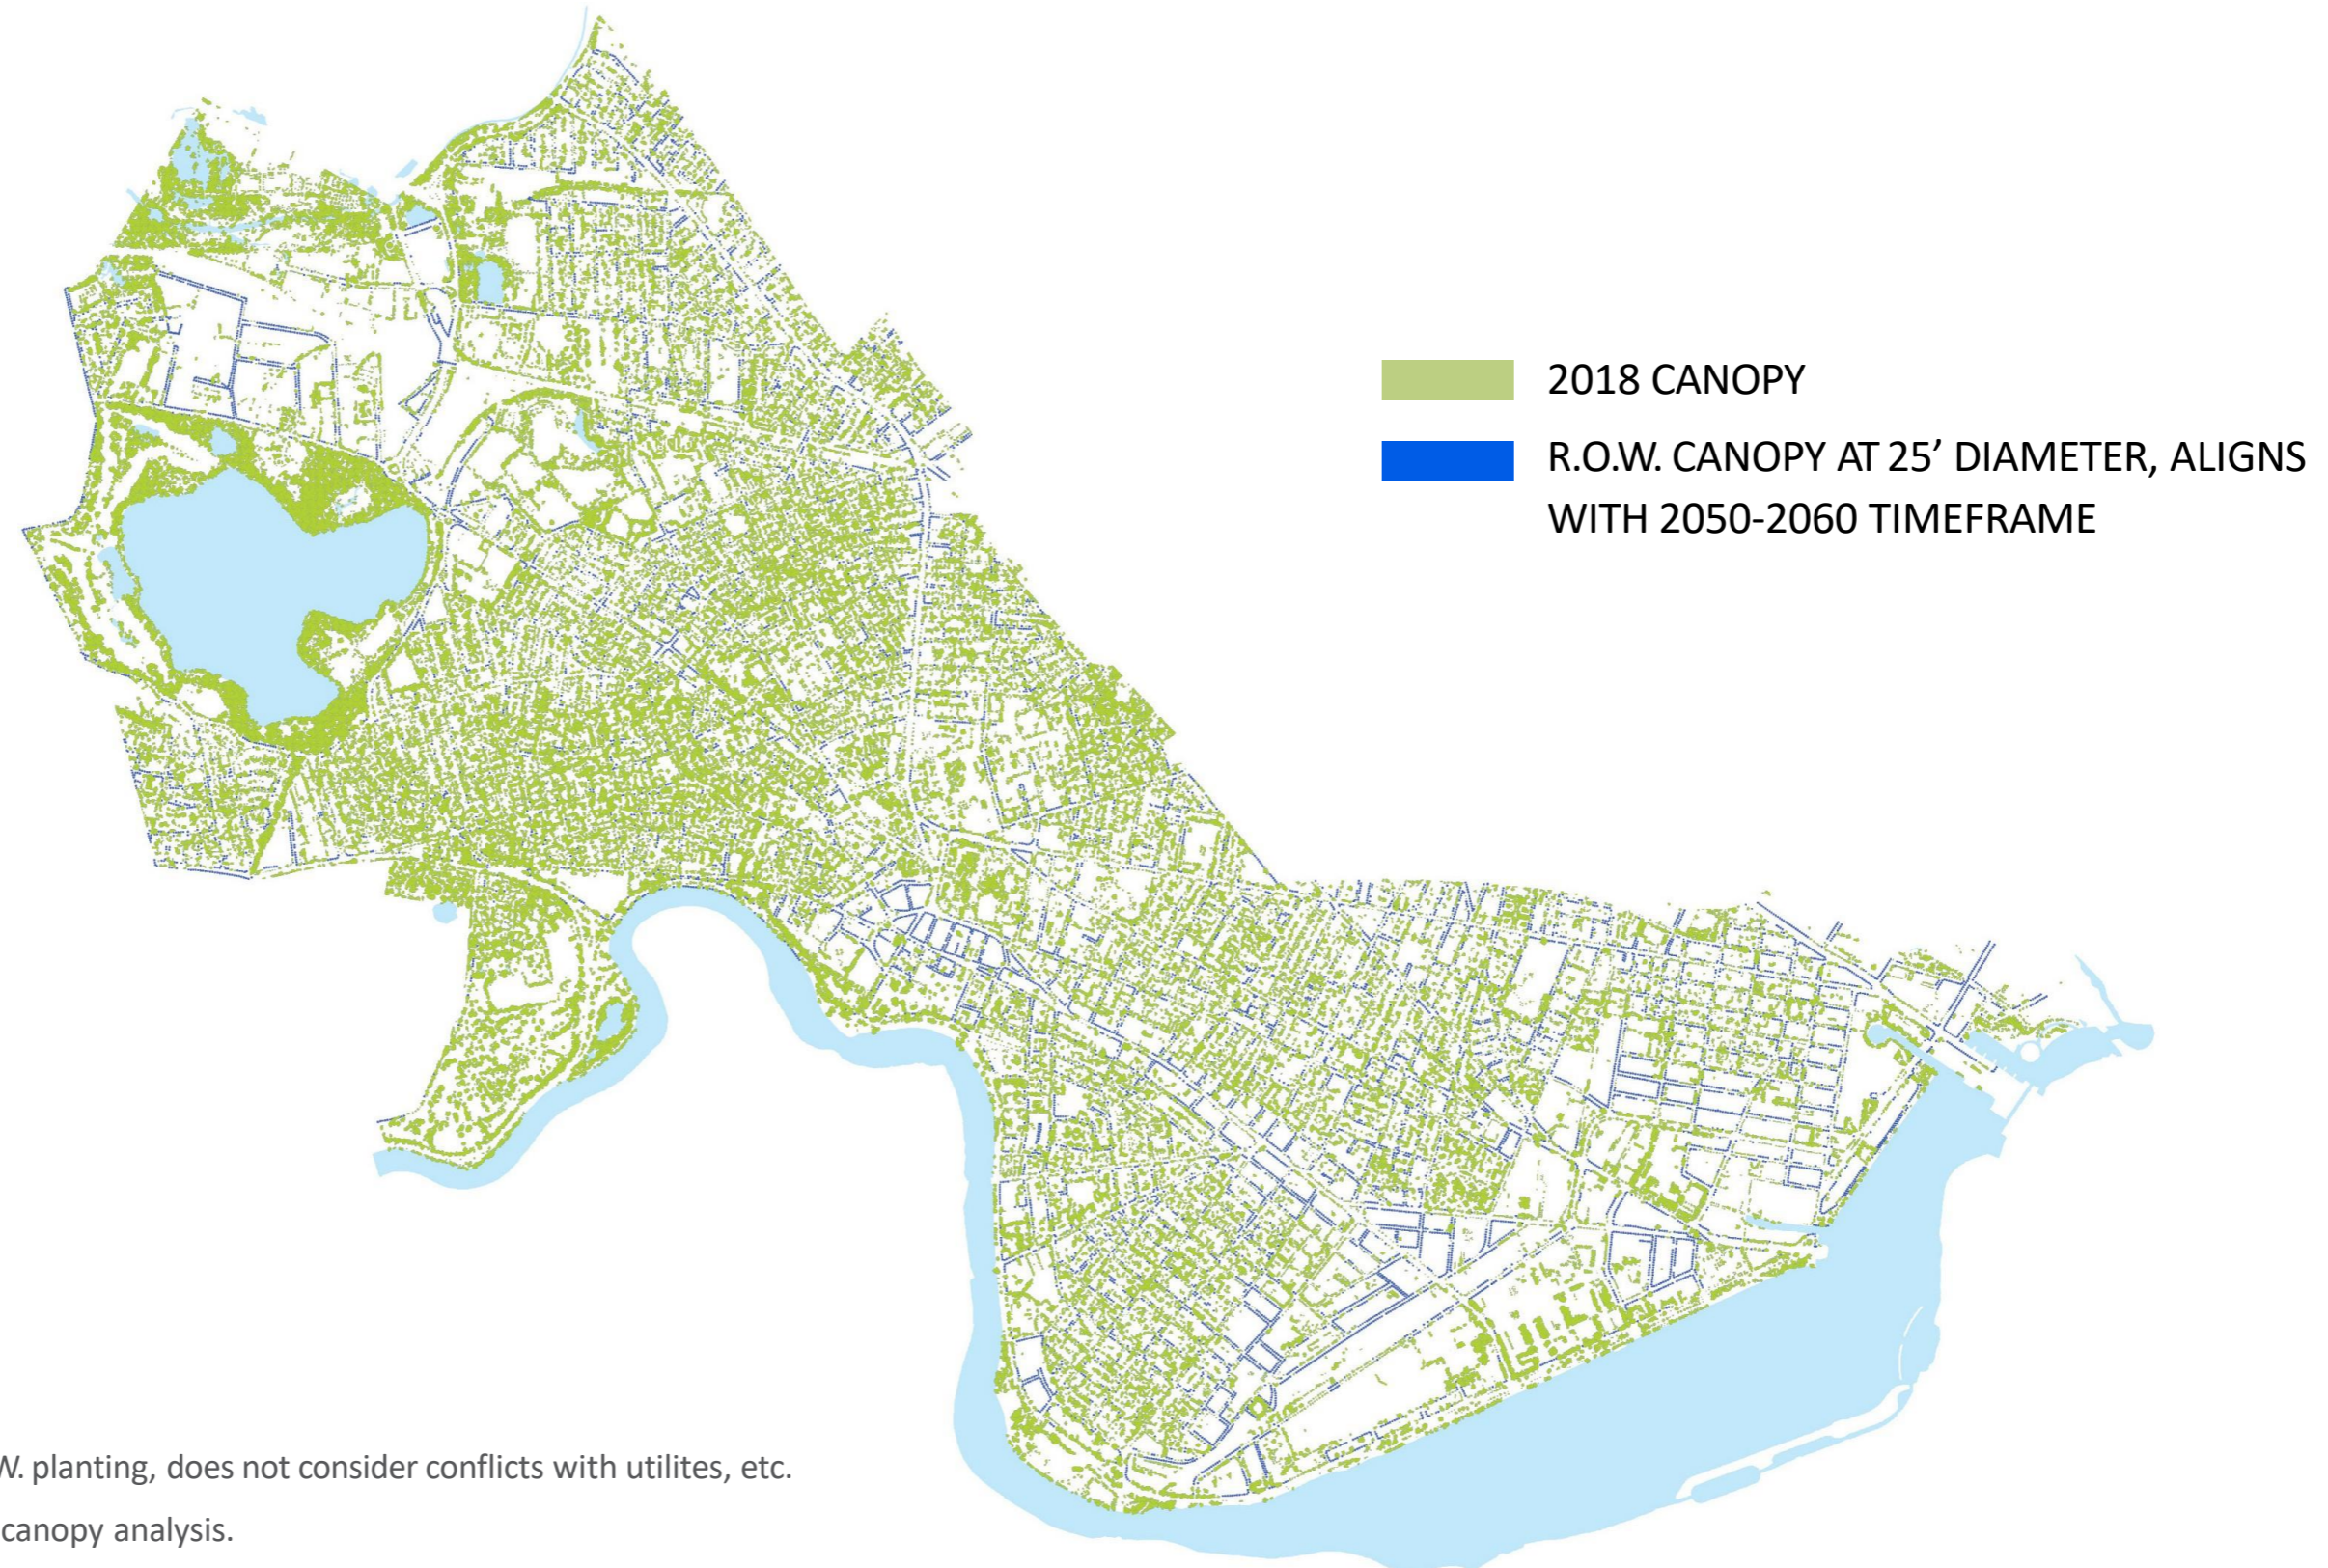 2018 CANOPY
R.O.W. CANOPY AT 25’ DIAMETER, ALIGNS
WITH 2050-2060 TIMEFRAME
W. planting, does not consider conflicts with utilites, etc.
canopy analysis.